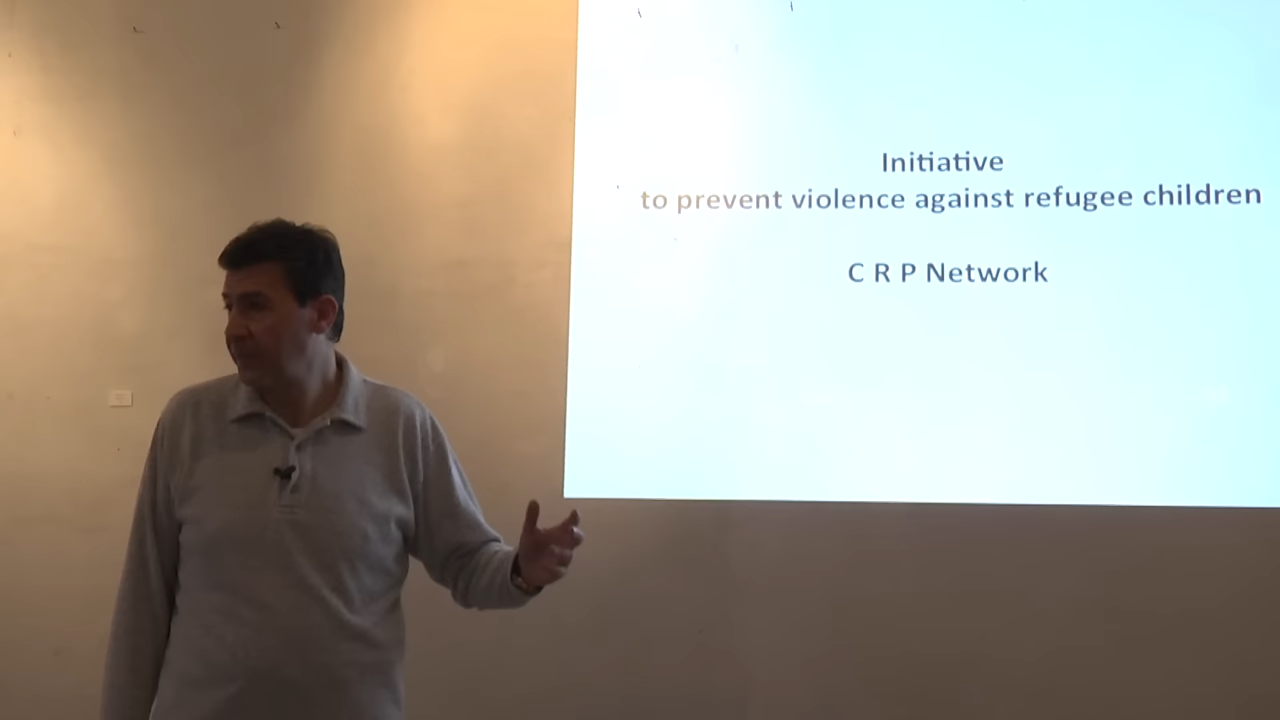 Initiative
to prevent violence against refugee children
C R P Network